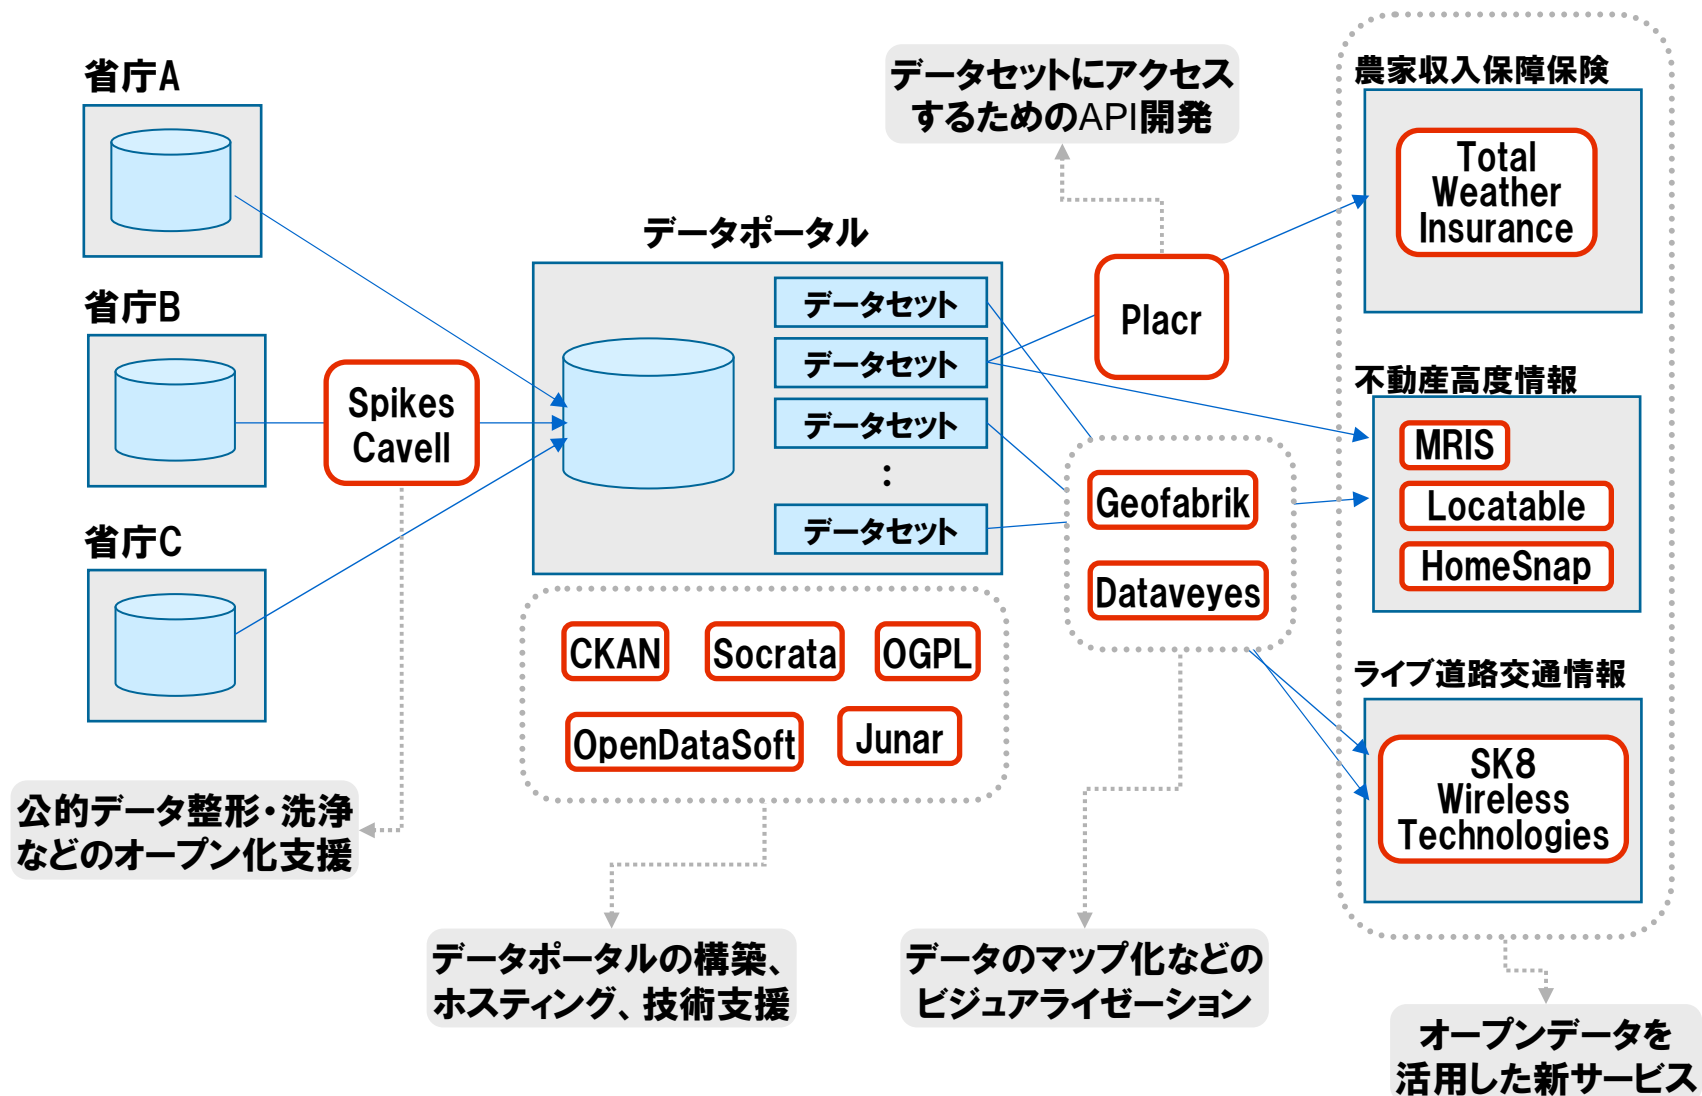 省庁A
省庁B
Spikes
Cavell
省庁C
公的データ整形・洗浄
などのオープン化支援
データポータル
データセット
データセット
データセット
：
データセット
CKAN
Socrata
OGPL
OpenDataSoft
Junar
データポータルの構築、
ホスティング、技術支援
データセットにアクセス
するためのAPI開発
Placr
Geofabrik
Dataveyes
データのマップ化などの
ビジュアライゼーション
農家収入保障保険
Total
Weather
Insurance
不動産高度情報
MRIS
Locatable
HomeSnap
ライブ道路交通情報
SK8
Wireless
Technologies
オープンデータを
活用した新サービス